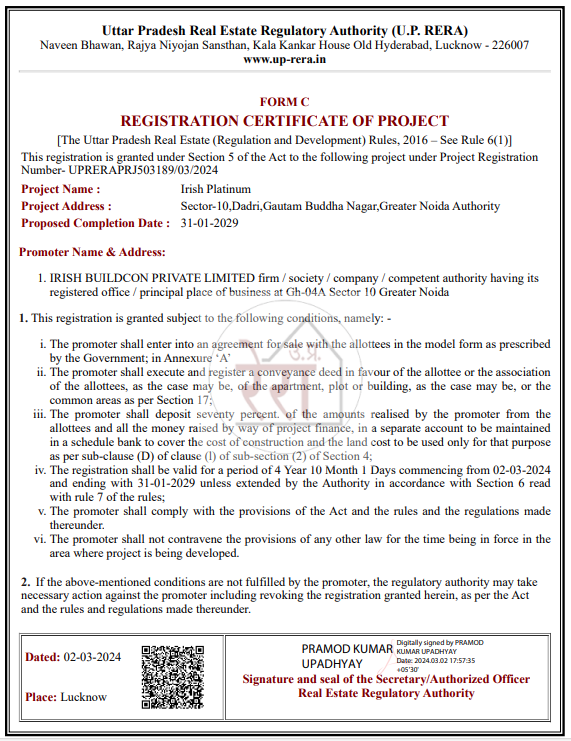 Uttar Pradesh Real Estate Regulatory Authority (U.P. RERA)
Naveen Bhawan, Rajya Niyojan Sansthan, Kala Kankar House Old Hyderabad, Lucknow - 226007
www.up-rera.in
FORM C
REGISTRATION CERTIFICATE OF PROJECT
[The Uttar Pradesh Real Estate (Regulation and Development) Rules, 2016 – See Rule 6(1)]
This registration is granted under Section 5 of the Act to the following project under Project Registration
Number- UPRERAPRJ503189/03/2024
Project Name : Irish Platinum
Project Address : Sector-10,Dadri,Gautam Buddha Nagar,Greater Noida Authority
Proposed Completion Date : 31-01-2029
Promoter Name & Address:
1. IRISH BUILDCON PRIVATE LIMITED firm / society / company / competent authority having its
registered office / principal place of business at Gh-04A Sector 10 Greater Noida
1. This registration is granted subject to the following conditions, namely: -
i. The promoter shall enter into an agreement for sale with the allottees in the model form as prescribed
by the Government; in Annexure ‘A’
ii. The promoter shall execute and register a conveyance deed in favour of the allottee or the association
of the allottees, as the case may be, of the apartment, plot or building, as the case may be, or the
common areas as per Section 17;
iii. The promoter shall deposit seventy percent. of the amounts realised by the promoter from the
allottees and all the money raised by way of project finance, in a separate account to be maintained
in a schedule bank to cover the cost of construction and the land cost to be used only for that purpose
as per sub-clause (D) of clause (l) of sub-section (2) of Section 4;
iv. The registration shall be valid for a period of 4 Year 10 Month 1 Days commencing from 02-03-2024
and ending with 31-01-2029 unless extended by the Authority in accordance with Section 6 read
with rule 7 of the rules;
v. The promoter shall comply with the provisions of the Act and the rules and the regulations made
thereunder.
vi. The promoter shall not contravene the provisions of any other law for the time being in force in the
area where project is being developed.
2. If the above-mentioned conditions are not fulfilled by the promoter, the regulatory authority may take
necessary action against the promoter including revoking the registration granted herein, as per the Act
and the rules and regulations made thereunder.
Dated: 02-03-2024
Place: Lucknow
PRAMOD KUMAR
UPADHYAY
Digitally signed by PRAMOD
KUMAR UPADHYAY
Date: 2024.03.02 17:57:35
+05'30'
Signature and seal of the Secretary/Authorized Officer
Real Estate Regulatory Authority
उ.प्र.
रेरा